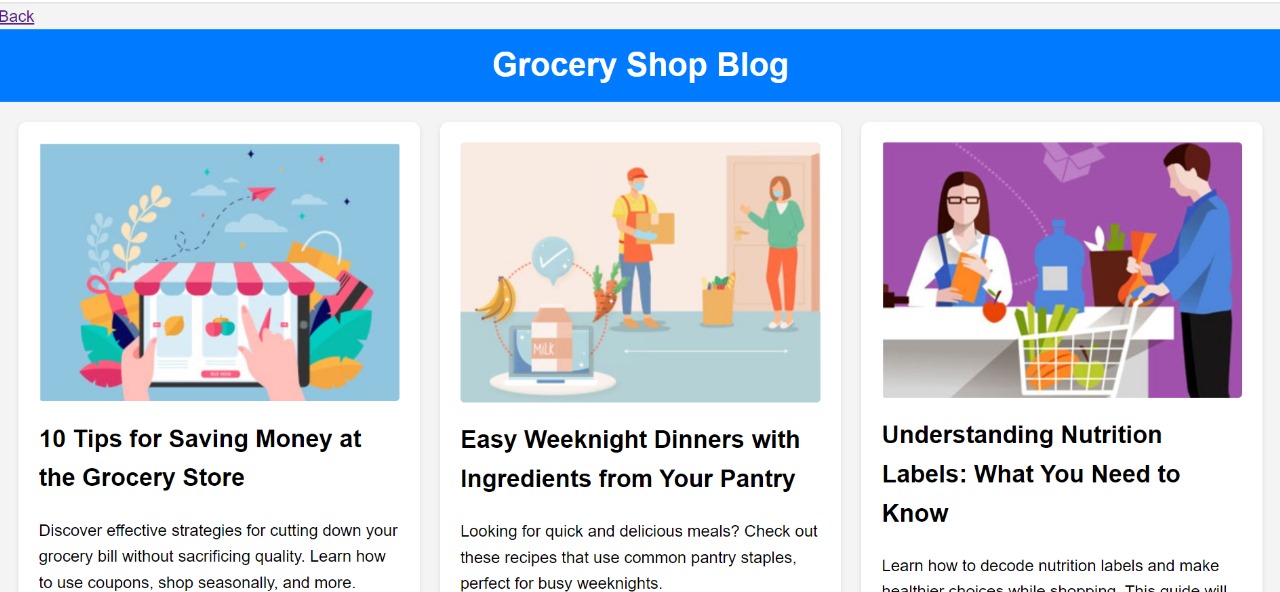 Back
Grocery Shop Blog
MILK
10 Tips for Saving Money at
the Grocery Store
Discover effective strategies for cutting down your
grocery bill without sacrificing quality. Learn how
to use coupons, shop seasonally, and more.
Easy Weeknight Dinners with
Ingredients from Your Pantry
Looking for quick and delicious meals? Check out
these recipes that use common pantry staples,
perfect for busy weeknights.
Understanding Nutrition
Labels: What You Need to
Know
Learn how to decode nutrition labels and make
healthier choices while shopping. This guide will